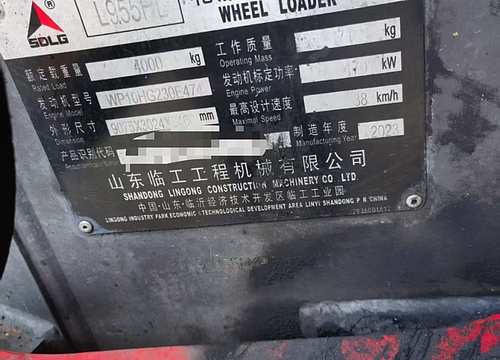 SDLG
WHEEL LOADER
额定载重量 4000 kg
Rated Load
工作质量 kg
Operating Mass
发动机型号
Engine Model
发动机标定功率 kW
Engine Power
外形尺寸 mm
Dimension
最高设计速度 38 km/h
Maximal Speed
产品识别代码
制造年度 2023
Manufacturing Year
山东临工工程机械有限公司
SHANDONG LINGONG CONSTRUCTION MACHINERY CO., LTD
中国·山东·临沂经济技术开发区临工工业园
LINGONG INDUSTRY PARK ECONOMIC & TECHNOLOGICAL DEVELOPMENT AREA LINYI SHANDONG P R CHINA